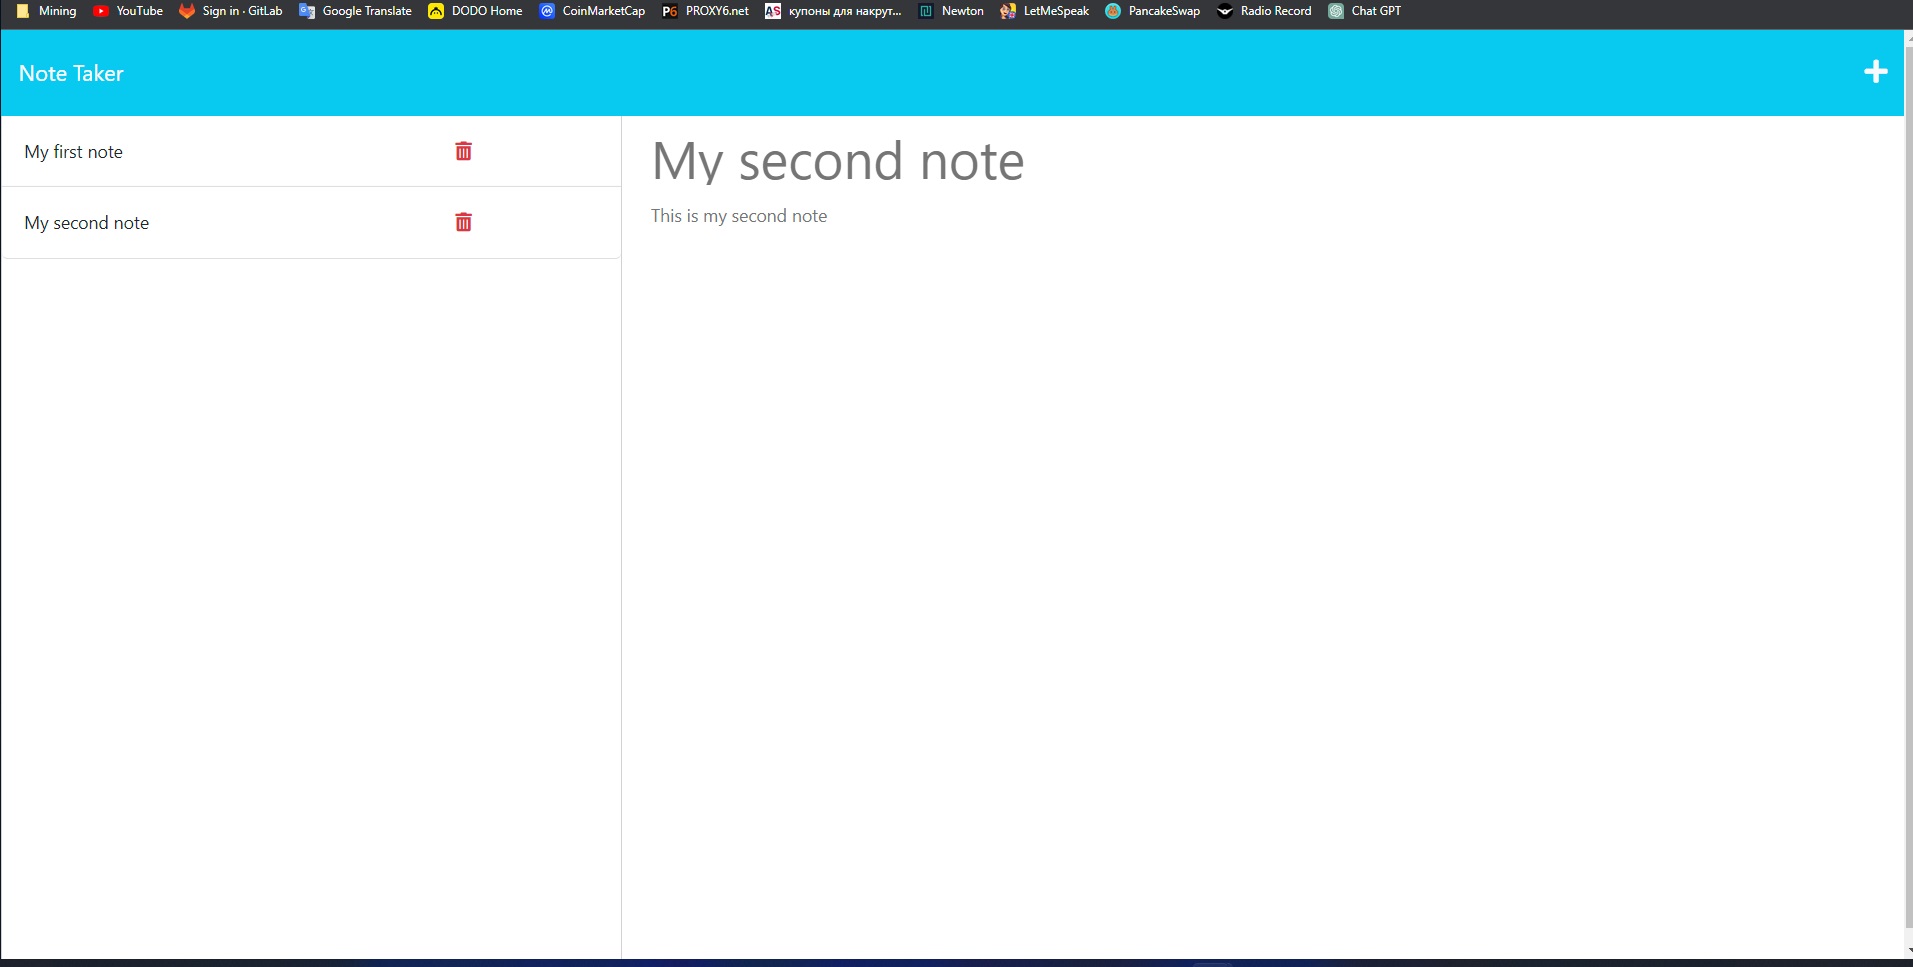 Mining YouTube Sign in · GitLab Google Translate DODO Home CoinMarketCap P6 PROXY6.net AS купоны для накрут... Newton LetMeSpeak PancakeSwap Radio Record Chat GPT
Note Taker
My first note
My second note
My second note
This is my second note